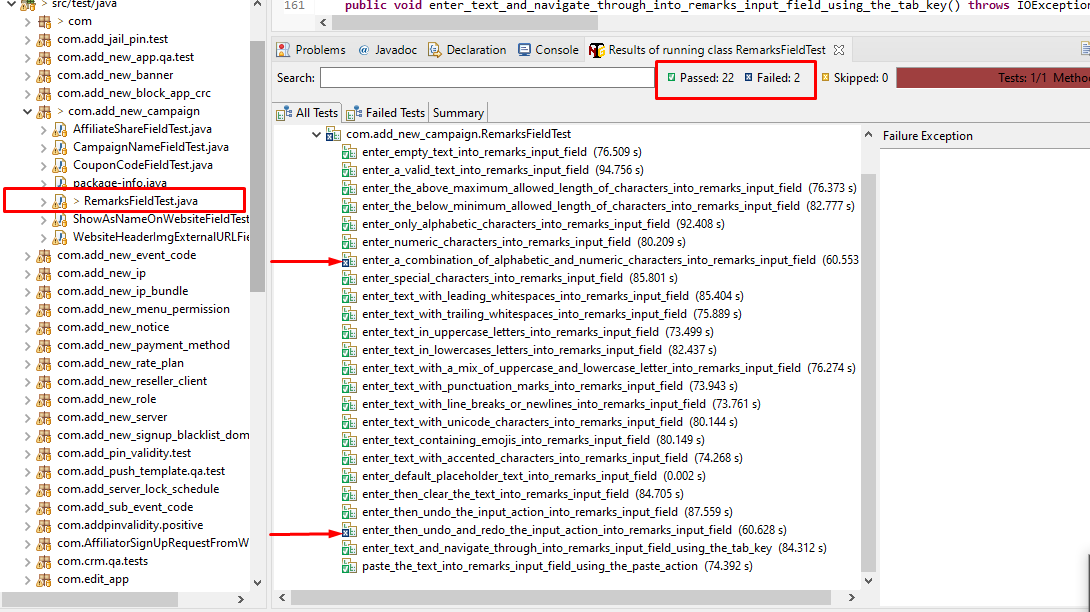 src/test/java
com
com.add_jail_pin.test
com.add_new_app.qa.test
com.add_new_banner
com.add_new_block_app_crc
> com.add_new_campaign
AffiliateShareFieldTest.java
CampaignNameFieldTest.java
CouponCodeFieldTest.java
package-info.java
> RemarksFieldTest.java
ShowAsNameOnWebsiteFieldTest
WebsiteHeaderImgExternalURLFie
com.add_new_event_code
com.add_new_ip
com.add_new_ip_bundle
com.add_new_menu_permission
com.add_new_notice
com.add_new_payment_method
com.add_new_rate_plan
com.add_new_reseller_client
com.add_new_role
com.add_new_server
com.add_new_signup_blacklist_dom
com.add_pin_validity.test
com.add_push_template.qa.test
com.add_server_lock_schedule
com.add_sub_event_code
com.addpinvalidity.positive
com.AffiliatorSignUpRequestFromW
com.crm.qa.tests
com.edit_app
161 public void enter_text_and_navigate_through_into_remarks_input_field_using_the_tab_key() throws IOException
Problems @ Javadoc Declaration Console Results of running class RemarksFieldTest
Search: Passed: 22 Failed: 2 Skipped: 0 Tests: 1/1 Metho
All Tests Failed Tests Summary
com.add_new_campaign.RemarksFieldTest
enter_empty_text_into_remarks_input_field (76.509 s)
enter_a_valid_text_into_remarks_input_field (94.756 s)
enter_the_above_maximum_allowed_length_of_characters_into_remarks_input_field (76.373 s)
enter_the_below_minimum_allowed_length_of_characters_into_remarks_input_field (82.777 s)
enter_only_alphabetic_characters_into_remarks_input_field (92.408 s)
enter_numeric_characters_into_remarks_input_field (80.209 s)
enter_a_combination_of_alphabetic_and_numeric_characters_into_remarks_input_field (60.553
enter_special_characters_into_remarks_input_field (85.801 s)
enter_text_with_leading_whitespaces_into_remarks_input_field (85.404 s)
enter_text_with_trailing_whitespaces_into_remarks_input_field (75.889 s)
enter_text_in_uppercase_letters_into_remarks_input_field (73.499 s)
enter_text_in_lowercases_letters_into_remarks_input_field (82.437 s)
enter_text_with_a_mix_of_uppercase_and_lowercase_letter_into_remarks_input_field (76.274 s)
enter_text_with_punctuation_marks_into_remarks_input_field (73.943 s)
enter_text_with_line_breaks_or_newlines_into_remarks_input_field (73.761 s)
enter_text_with_unicode_characters_into_remarks_input_field (80.144 s)
enter_text_containing_emojis_into_remarks_input_field (80.149 s)
enter_text_with_accented_characters_into_remarks_input_field (74.268 s)
enter_default_placeholder_text_into_remarks_input_field (0.002 s)
enter_then_clear_the_text_into_remarks_input_field (84.705 s)
enter_then_undo_the_input_action_into_remarks_input_field (87.559 s)
enter_then_undo_and_redo_the_input_action_into_remarks_input_field (60.628 s)
enter_text_and_navigate_through_into_remarks_input_field_using_the_tab_key (84.312 s)
paste_the_text_into_remarks_input_field_using_the_paste_action (74.392 s)
Failure Exception